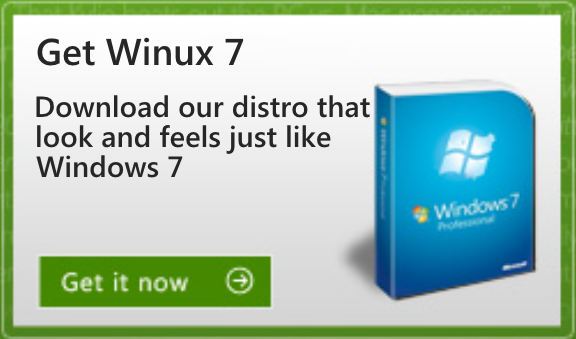 Get Winux 7
Download our distro that
look and feels just like
Windows 7
Windows 7
Professional
Microsoft
Get it now